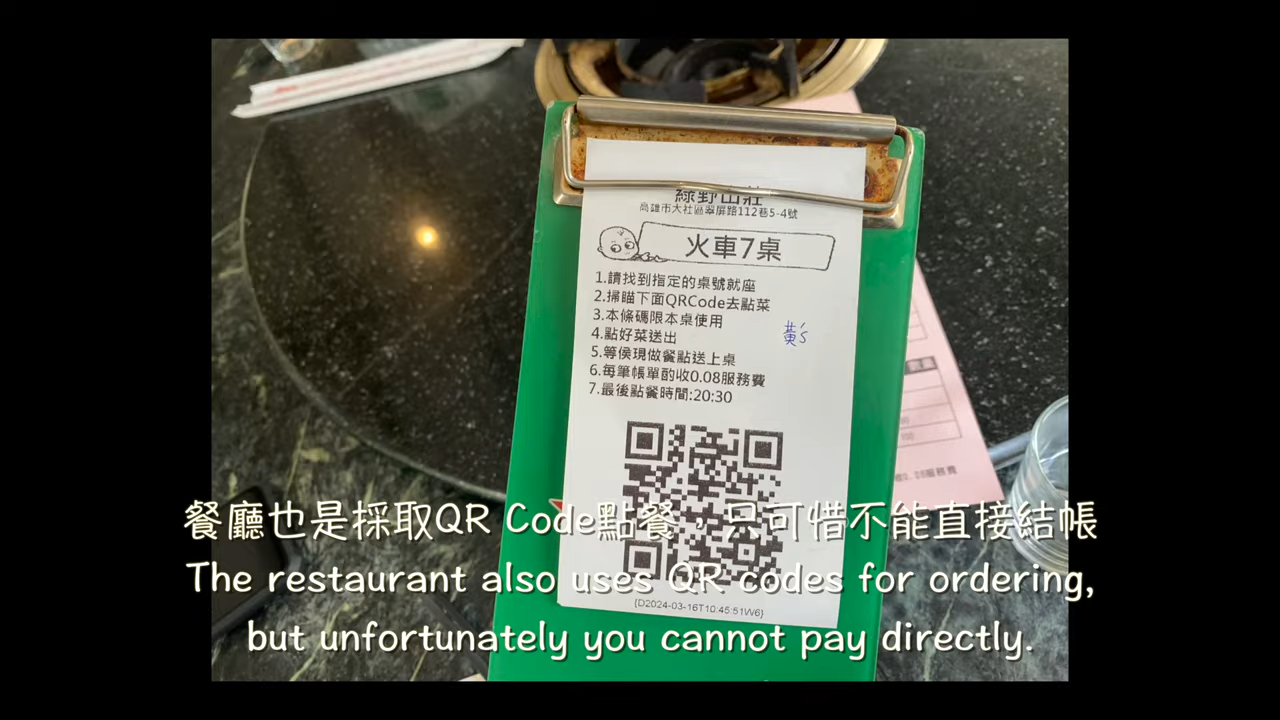 綠野山莊
高雄市大社區翠屏路112巷5-4號
火車7桌
1.請找到指定的桌號就座
2.掃瞄下面QRCode去點菜
3.本條碼限本桌使用
4.點好菜送出
5.等侯現做餐點送上桌
6.每筆帳單酌收0.08服務費
7.最後點餐時間:20:30
{D2024-03-16T10:45:51W6}
服務費
餐廳也是採取QR Code點餐，只可惜不能直接結帳
The restaurant also uses QR codes for ordering,
but unfortunately you cannot pay directly.